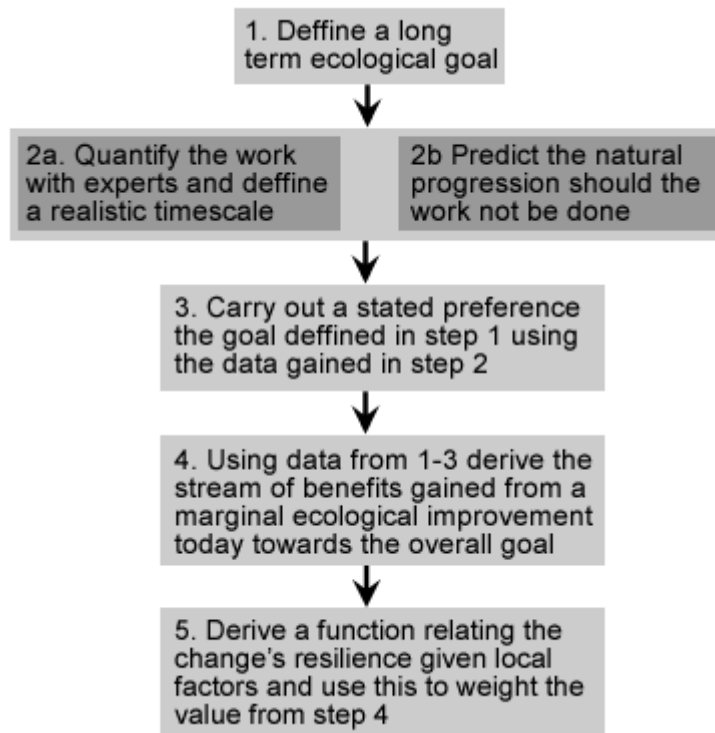 1. Deffine a long
term ecological goal
2a. Quantify the work
with experts and deffine
a realistic timescale
2b Predict the natural
progression should the
work not be done
3. Carry out a stated preference
the goal deffined in step 1 using
the data gained in step 2
4. Using data from 1-3 derive the
stream of benefits gained from a
marginal ecological improvement
today towards the overall goal
5. Derive a function relating the
change's resilience given local
factors and use this to weight the
value from step 4